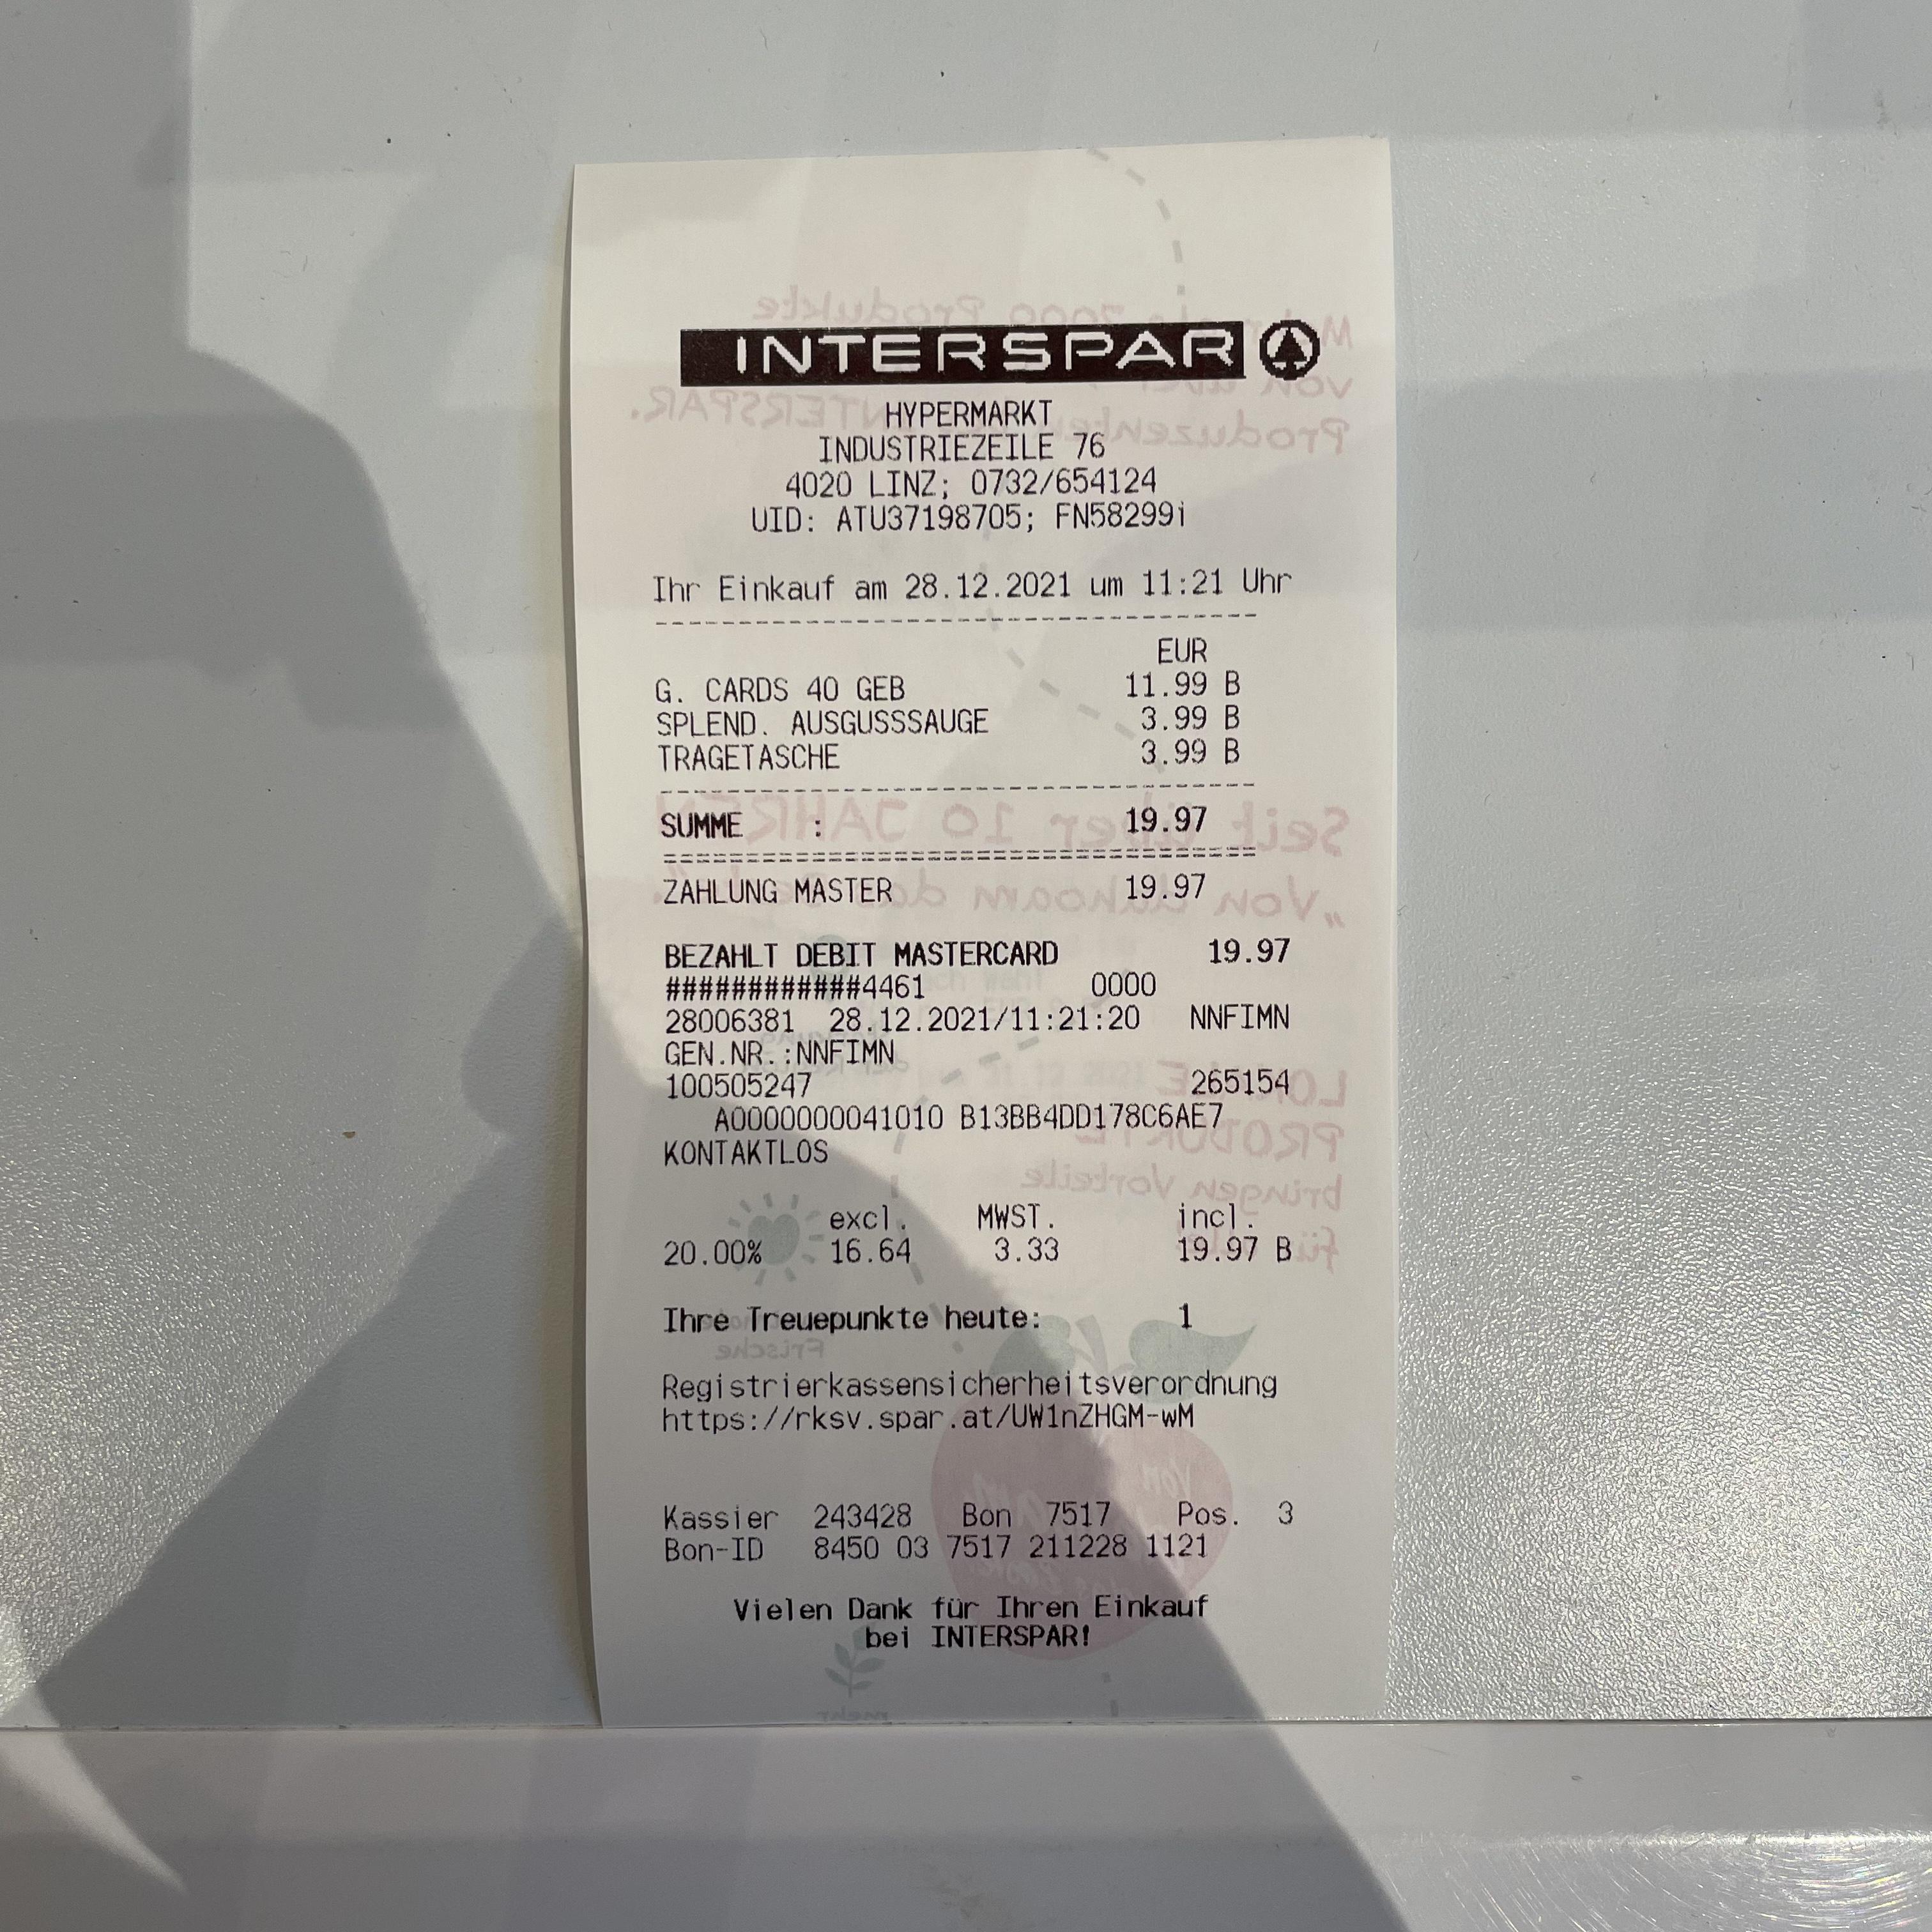 INTERSPAR
HYPERMARKT
INDUSTRIEZEILE 76
4020 LINZ; 0732/654124
UID: ATU37198705; FN58299i
Ihr Einkauf am 28.12.2021 um 11:21 Uhr
EUR
G. CARDS 40 GEB 11.99 B
SPLEND. AUSGUSSSAUGE 3.99 B
TRAGETASCHE 3.99 B
SUMME : 19.97
ZAHLUNG MASTER 19.97
BEZAHLT DEBIT MASTERCARD 19.97
############4461 0000
28006381 28.12.2021/11:21:20 NNFIMN
GEN.NR.:NNFIMN
100505247 265154
A0000000041010 B13BB4DD178C6AE7
KONTAKTLOS
excl. MWST. incl.
20.00% 16.64 3.33 19.97 B
Ihre Treuepunkte heute: 1
Registrierkassensicherheitsverordnung
https://rksv.spar.at/UW1nZHGM-wM
Kassier 243428 Bon 7517 Pos. 3
Bon-ID 8450 03 7517 211228 1121
Vielen Dank für Ihren Einkauf
bei INTERSPAR!